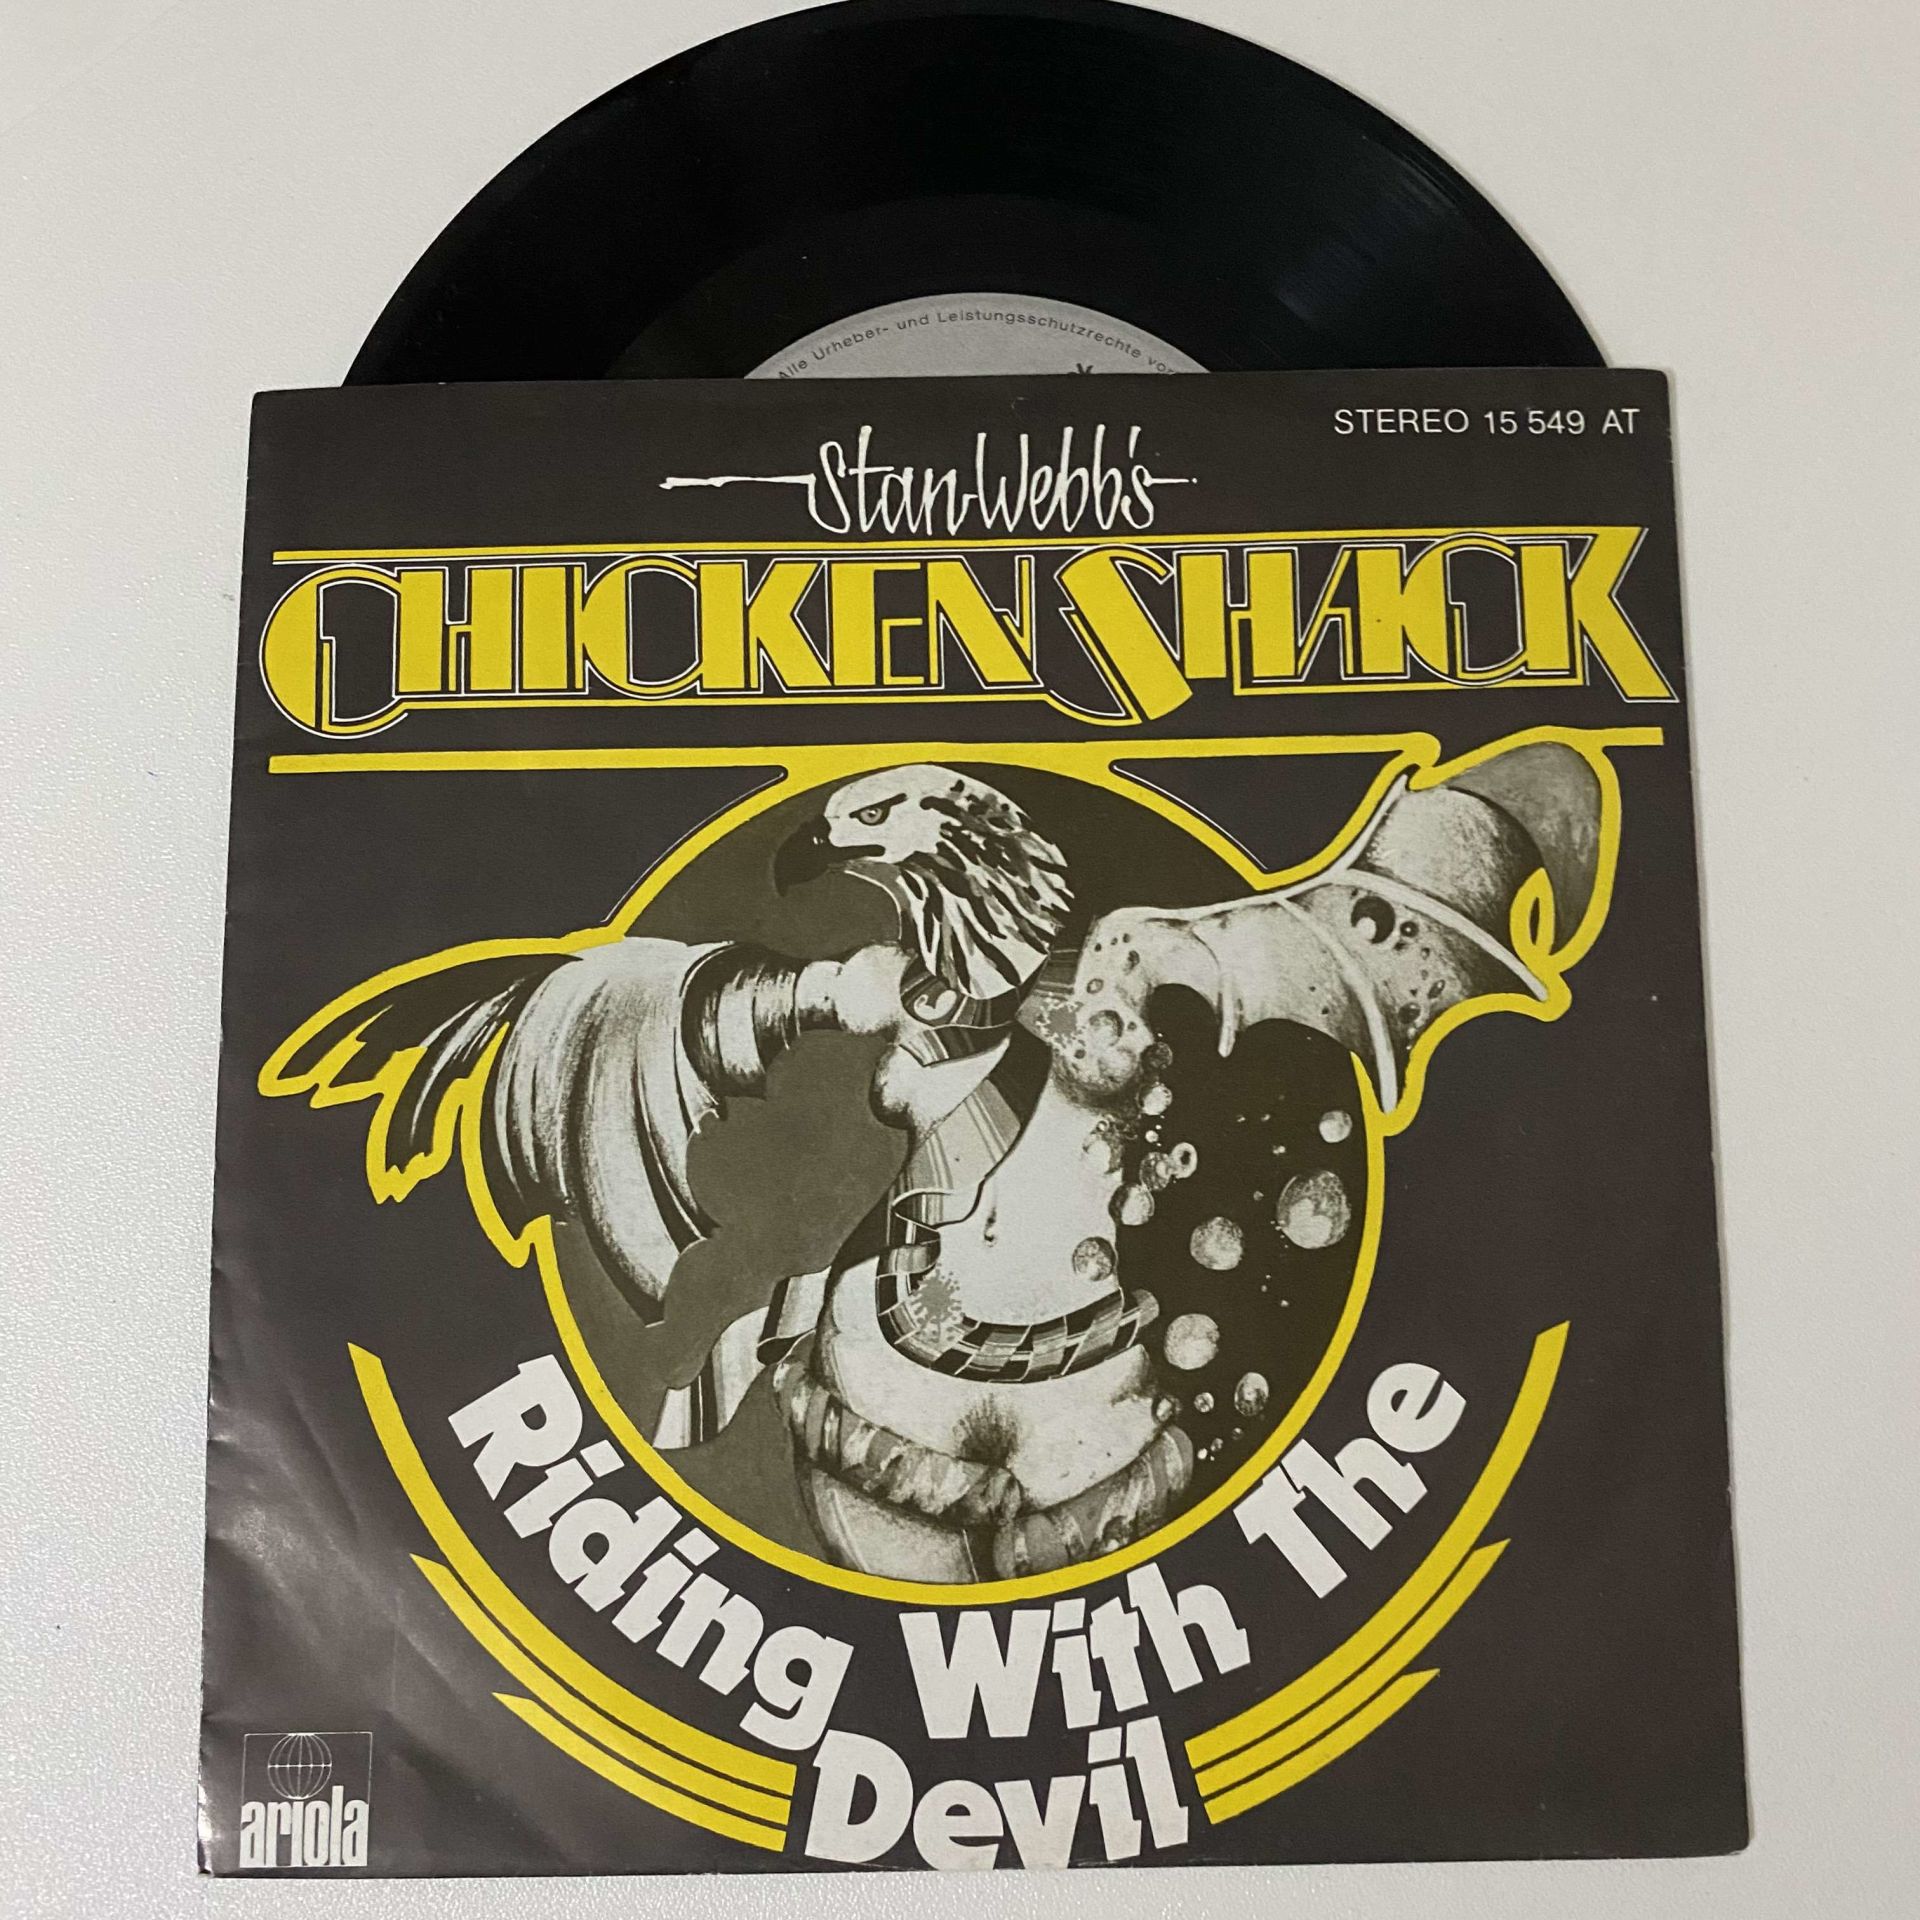 Alle Urheber- und Leistungsschutzrechte vor
STEREO 15 549 AT
Stan Webb's
CHICKEN SHACK
Riding With The
Devil
ariola